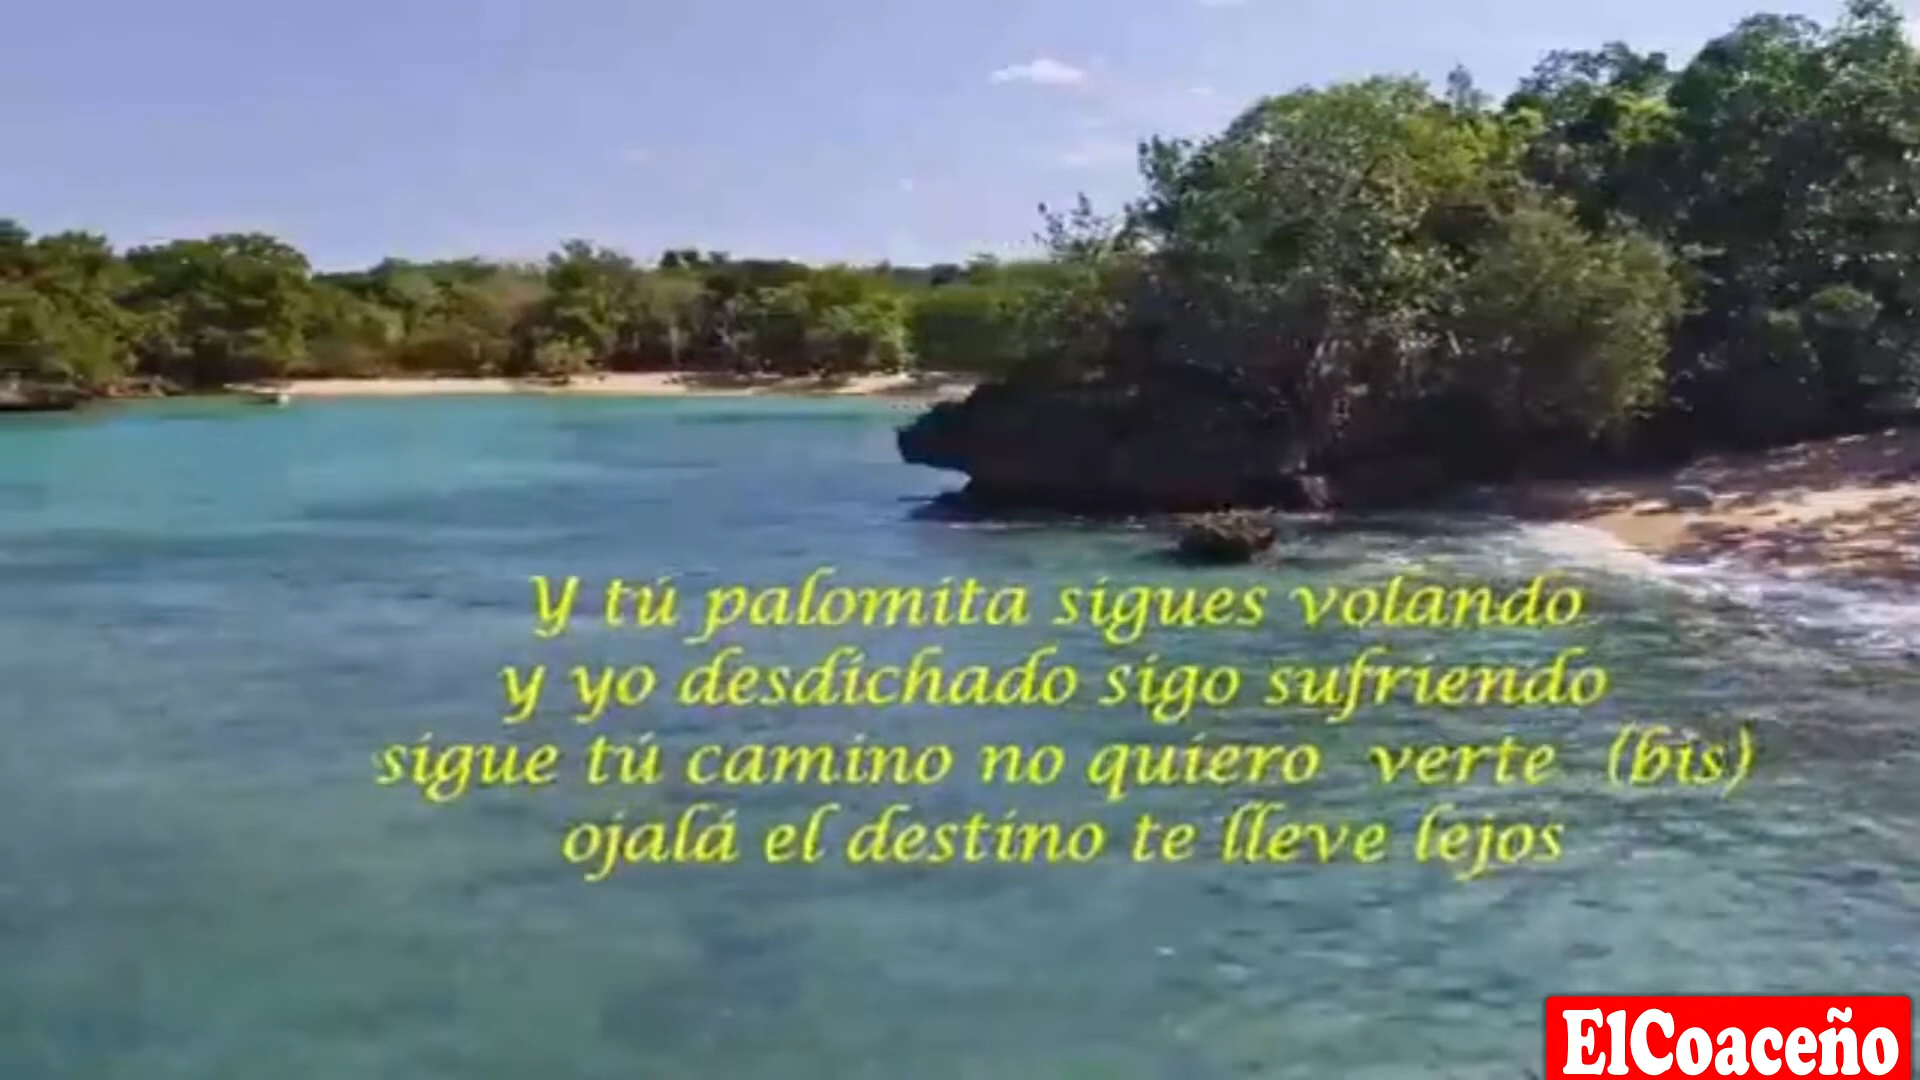 Y tú palomita sigues volando
y yo desdichado sigo sufriendo
sigue tú camino no quiero verte (bis)
ojalá el destino te lleve lejos
ElCoaceño